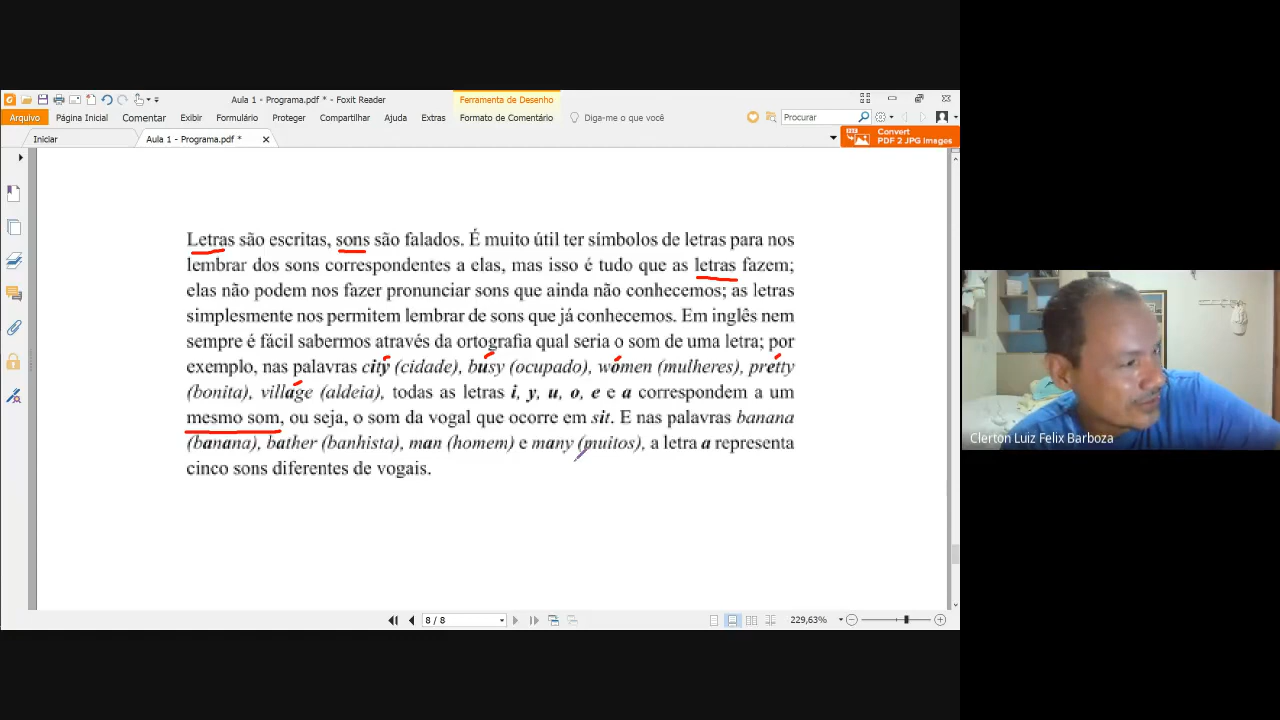 Aula 1 - Programa.pdf * - Foxit Reader
Ferramenta de Desenho
Arquivo Página Inicial Comentar Exibir Formulário Proteger Compartilhar Ajuda Extras Formato de Comentário Diga-me o que você Procurar
Iniciar Aula 1 - Programa.pdf * Convert
PDF 2 JPG Images
Letras são escritas, sons são falados. É muito útil ter símbolos de letras para nos
lembrar dos sons correspondentes a elas, mas isso é tudo que as letras fazem;
elas não podem nos fazer pronunciar sons que ainda não conhecemos; as letras
simplesmente nos permitem lembrar de sons que já conhecemos. Em inglês nem
sempre é fácil sabermos através da ortografia qual seria o som de uma letra; por
exemplo, nas palavras city (cidade), busy (ocupado), women (mulheres), pretty
(bonita), village (aldeia), todas as letras i, y, u, o, e e a correspondem a um
mesmo som, ou seja, o som da vogal que ocorre em sit. E nas palavras banana
(banana), bather (banhista), man (homem) e many (muitos), a letra a representa
cinco sons diferentes de vogais.
Clerton Luiz Felix Barboza
8 / 8 229,63%